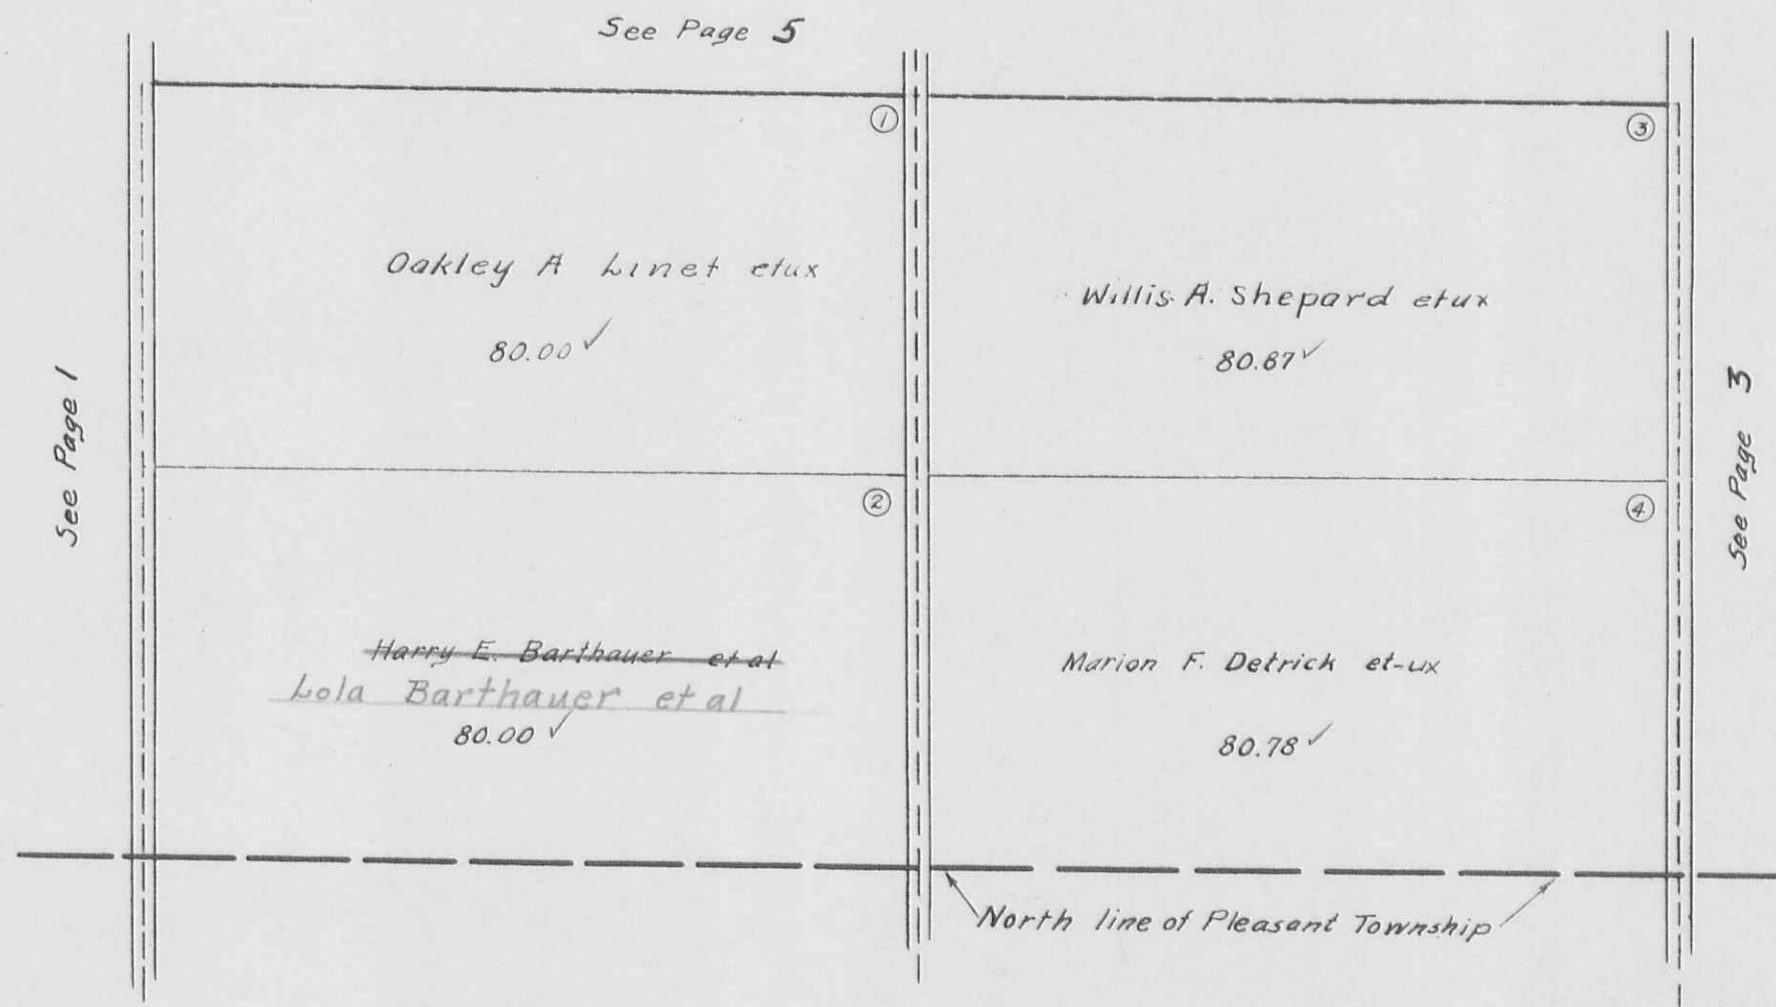 See Page 5
See Page 1
①
Oakley A Linet etux
80.00 ✓
③
Willis A. Shepard etux
80.67 ✓
See Page 3
②
Harry E. Barthauer et al
Lola Barthauer et al
80.00 ✓
④
Marion F. Detrick et-ux
80.78 ✓
North line of Pleasant Township